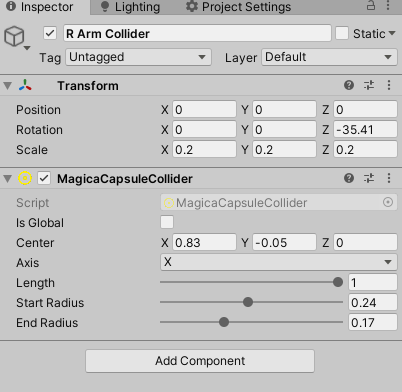 Inspector Lighting Project Settings
R Arm Collider Static
Tag Untagged Layer Default
Transform
Position X 0 Y 0 Z 0
Rotation X 0 Y 0 Z -35.41
Scale X 0.2 Y 0.2 Z 0.2
MagicaCapsuleCollider
Script MagicaCapsuleCollider
Is Global
Center X 0.83 Y -0.05 Z 0
Axis X
Length 1
Start Radius 0.24
End Radius 0.17
Add Component